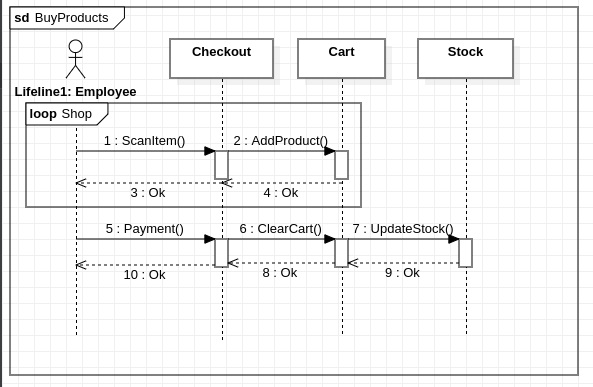 sd BuyProducts
Checkout
Cart
Stock
Lifeline1: Employee
loop Shop
1 : ScanItem()
2 : AddProduct()
3 : Ok
4 : Ok
5 : Payment()
6 : ClearCart()
7 : UpdateStock()
10 : Ok
8 : Ok
9 : Ok